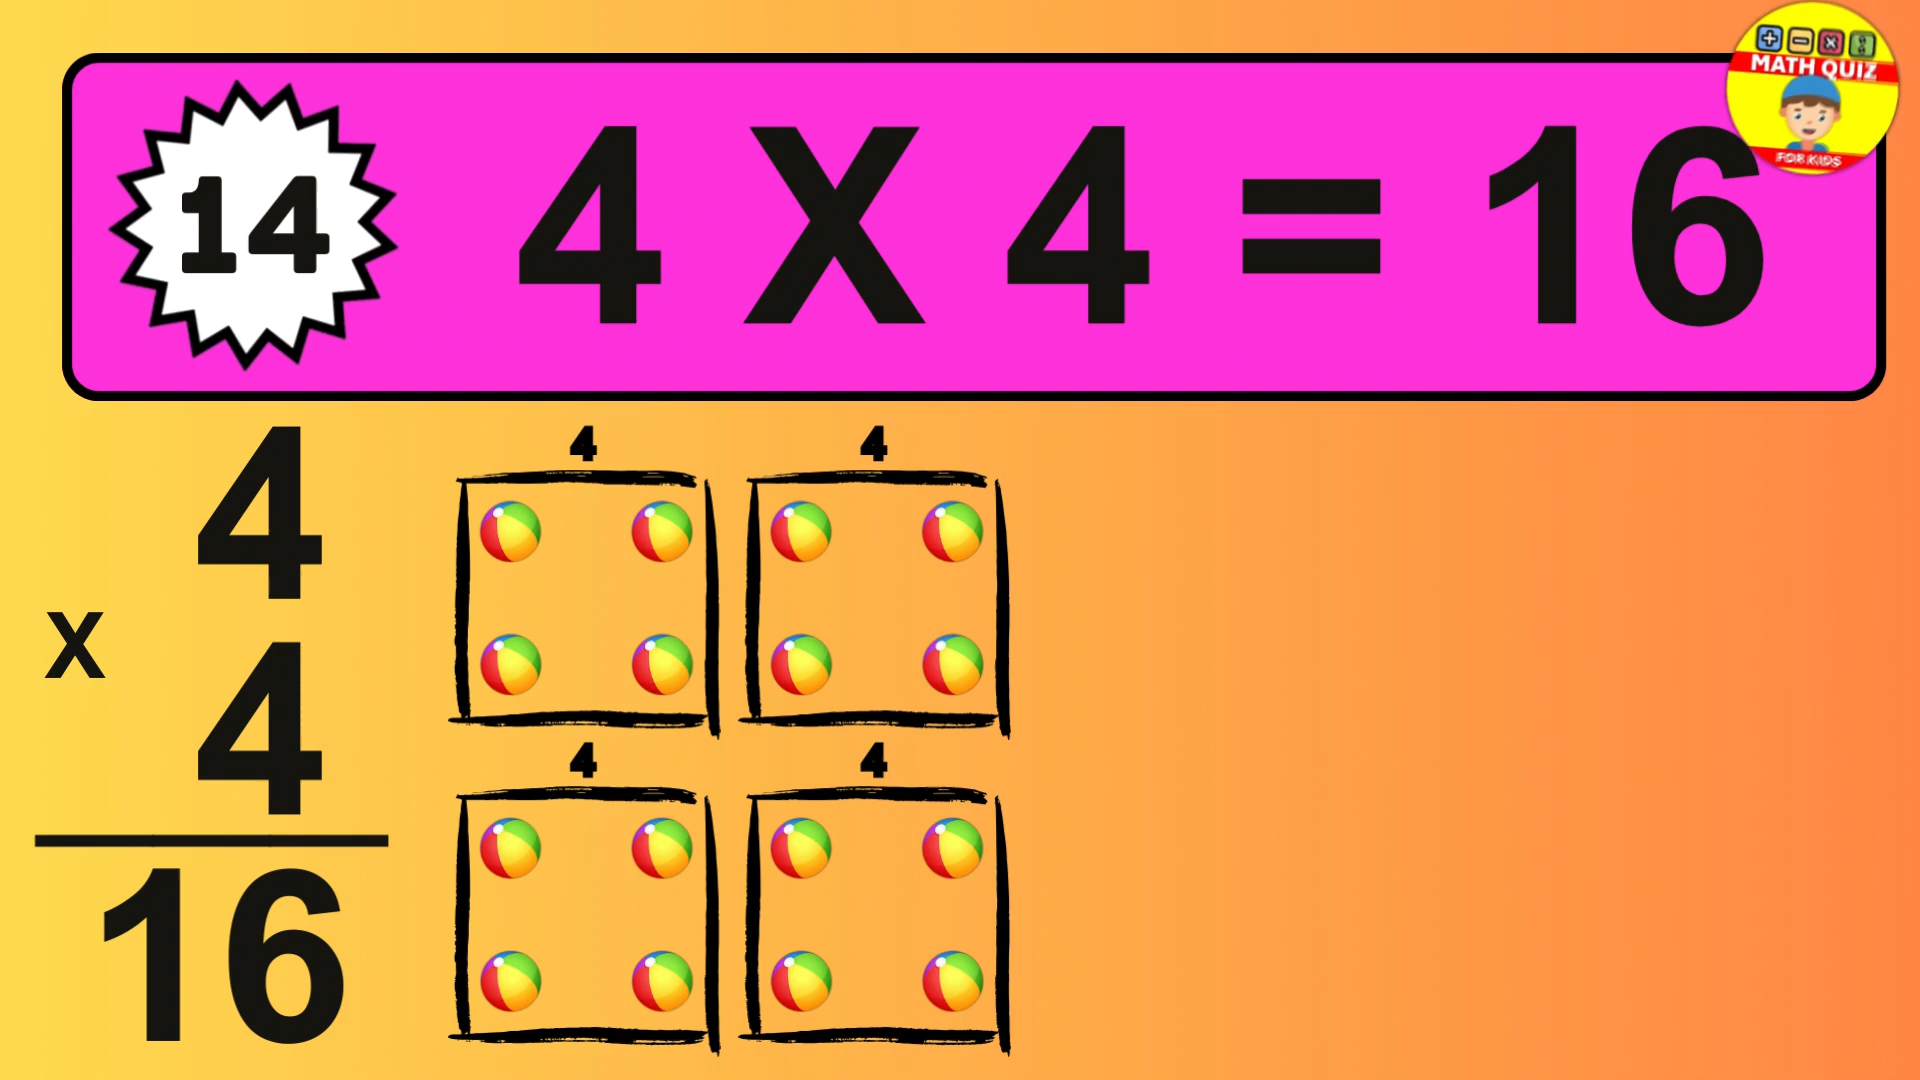 + − × ÷
MATH QUIZ
FOR KIDS
14
4 X 4 = 16
4
X
4
16
4 4
4 4